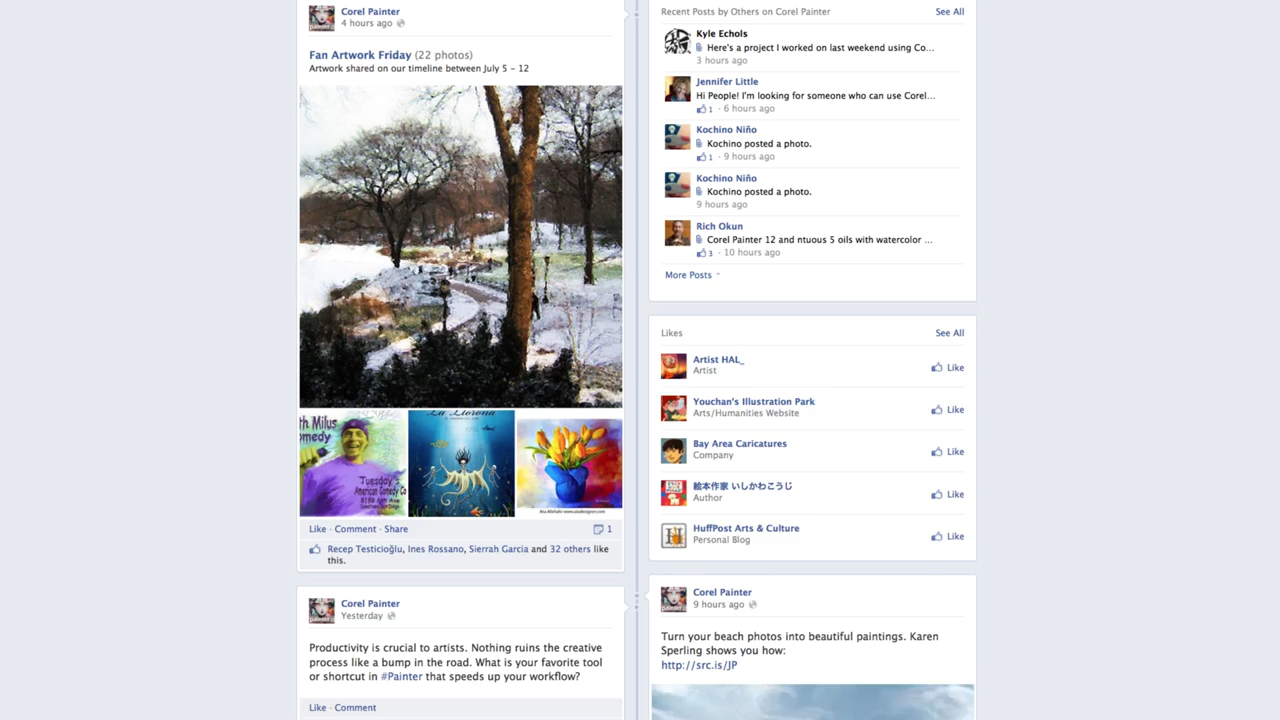 Corel Painter
4 hours ago
Fan Artwork Friday (22 photos)
Artwork shared on our timeline between July 5 - 12
La Llorona
th Milus
omedy
Tuesday's
American Comedy Co
Like · Comment · Share
1
Recep Testicioğlu, Ines Rossano, Sierrah Garcia and 32 others like
this.
Corel Painter
Yesterday
Productivity is crucial to artists. Nothing ruins the creative
process like a bump in the road. What is your favorite tool
or shortcut in #Painter that speeds up your workflow?
Like · Comment
Recent Posts by Others on Corel Painter
See All
Kyle Echols
Here's a project I worked on last weekend using Co...
3 hours ago
Jennifer Little
Hi People! I'm looking for someone who can use Corel...
1 · 6 hours ago
Kochino Niño
Kochino posted a photo.
1 · 9 hours ago
Kochino Niño
Kochino posted a photo.
9 hours ago
Rich Okun
Corel Painter 12 and ntuous 5 oils with watercolor ...
3 · 10 hours ago
More Posts
Likes
See All
Artist HAL_
Artist
Like
Youchan's Illustration Park
Arts/Humanities Website
Like
Bay Area Caricatures
Company
Like
絵本作家 いしかわこうじ
Author
Like
HuffPost Arts & Culture
Personal Blog
Like
Corel Painter
9 hours ago
Turn your beach photos into beautiful paintings. Karen
Sperling shows you how:
http://src.is/JP